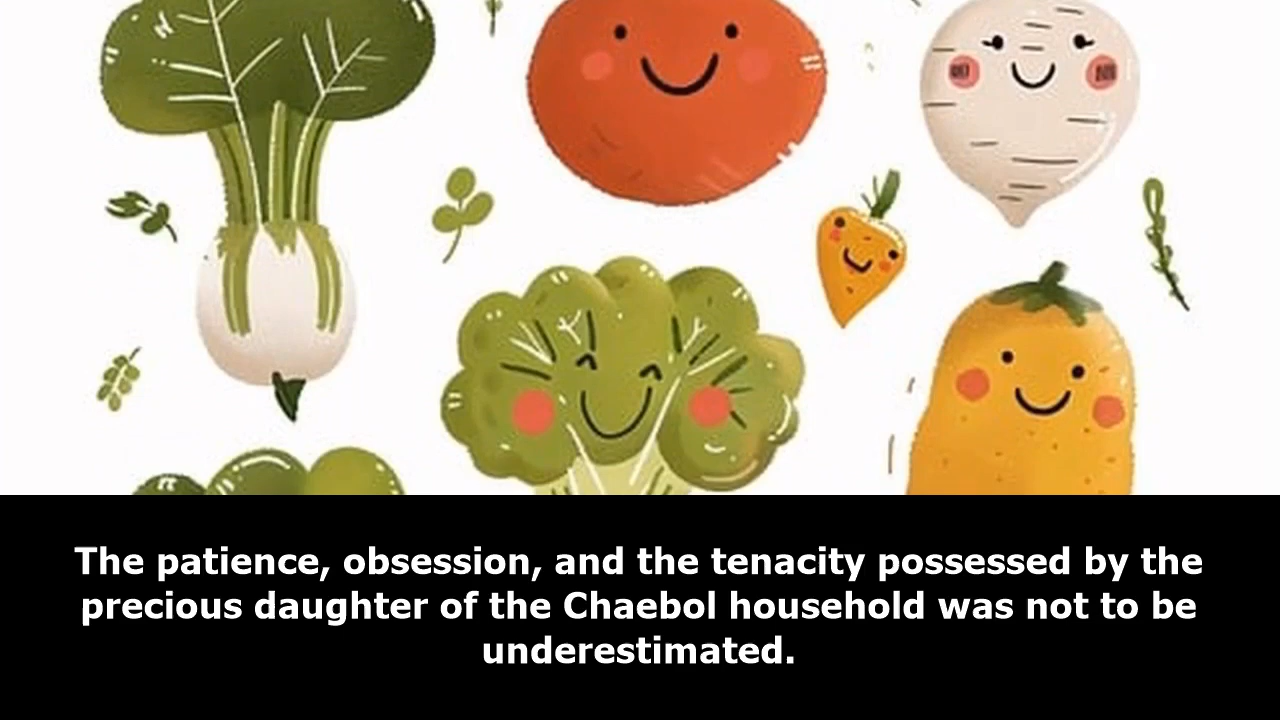 The patience, obsession, and the tenacity possessed by the
precious daughter of the Chaebol household was not to be
underestimated.